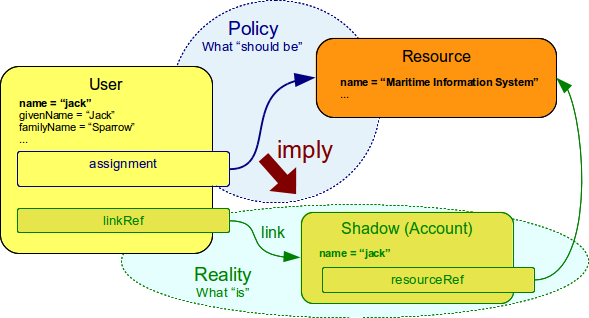 Policy
What “should be”
Resource
name = “Maritime Information System”
...
User
name = “jack”
givenName = “Jack”
familyName = “Sparrow”
...
assignment
imply
linkRef
link
Shadow (Account)
name = “jack”
resourceRef
Reality
What “is”